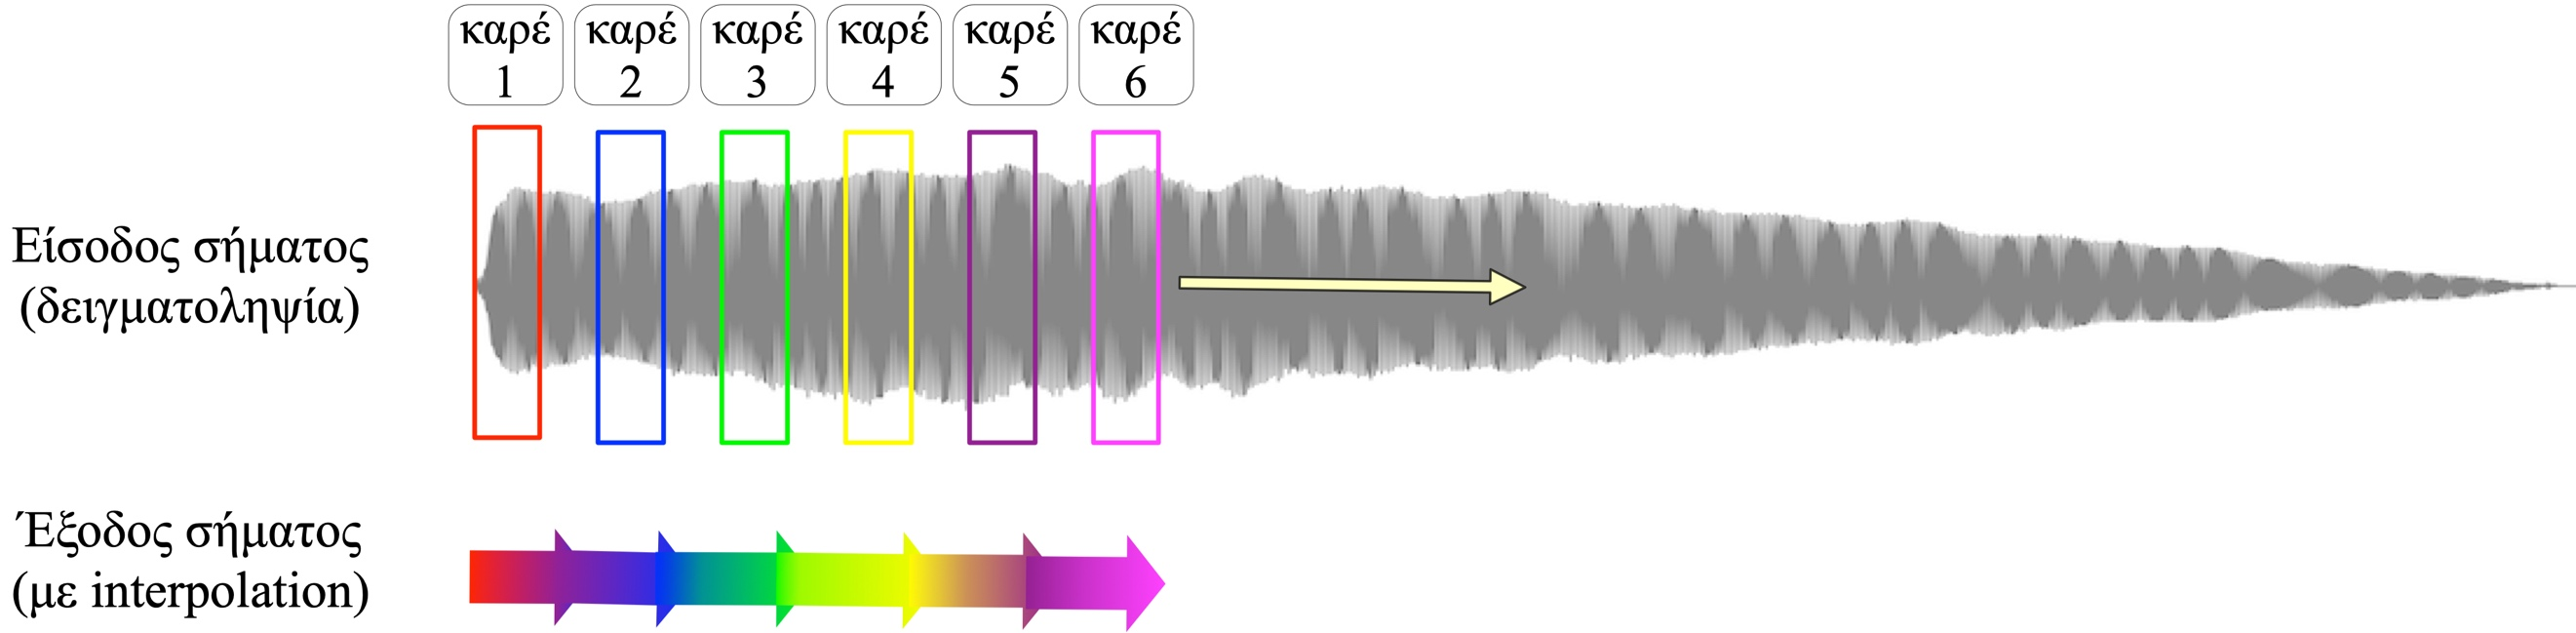 καρέ
1
καρέ
2
καρέ
3
καρέ
4
καρέ
5
καρέ
6
Είσοδος σήματος
(δειγματοληψία)
Έξοδος σήματος
(με interpolation)